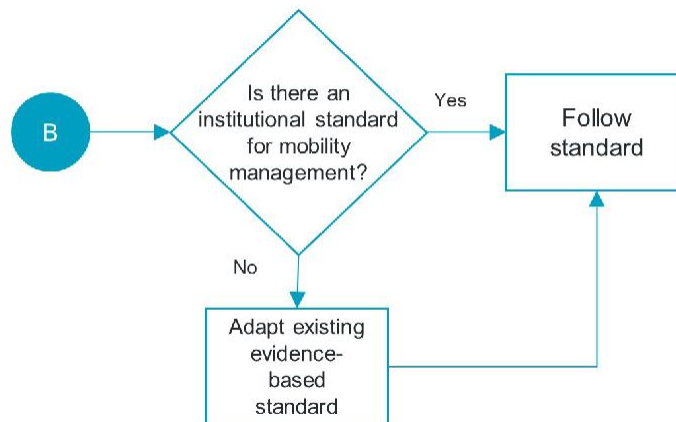 B
Is there an
institutional standard
for mobility
management?
Yes
Follow
standard
No
Adapt existing
evidence-
based
standard